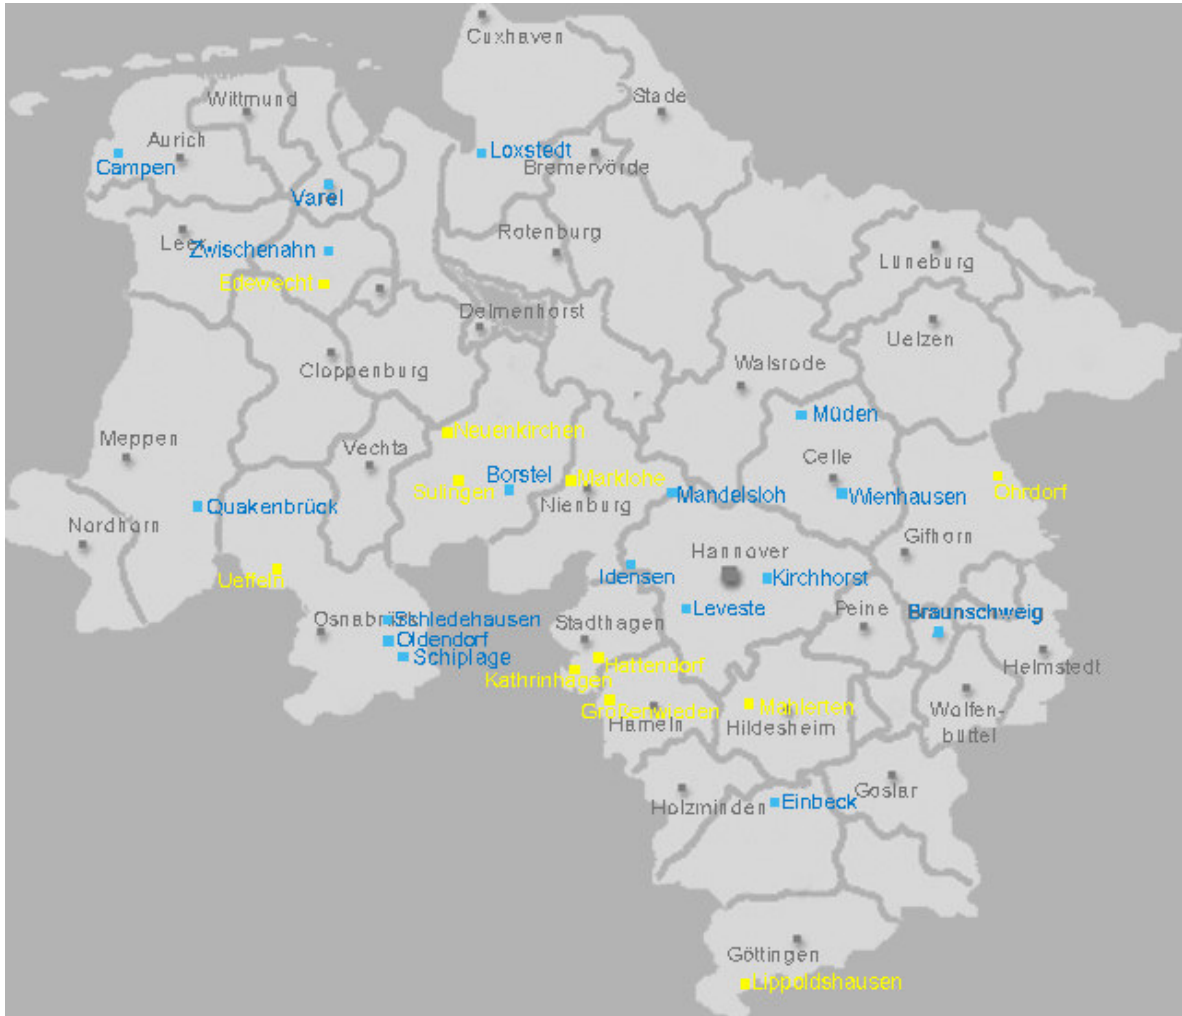 Cuxhaven
Wittmund
Stade
Aurich
Loxstedt
Campen
Bremervörde
Varel
Rotenburg
Leer
Zwischenahn
Lüneburg
Edewecht
Delmenhorst
Uelzen
Cloppenburg
Walsrode
Müden
Neuenkirchen
Meppen
Vechta
Borstel
Marklohe
Celle
Sulingen
Mandelsloh
Wienhausen
Ohrdorf
Quakenbrück
Nienburg
Nordhorn
Gifhorn
Hannover
Ueffeln
Idensen
Kirchhorst
Leveste
Peine
Braunschweig
Osnabrück
Schledehausen
Stadthagen
Oldendorf
Schiplage
Hattendorf
Helmstedt
Kathrinhagen
Großenwieden
Mahlerten
Wolfen-
büttel
Hameln
Hildesheim
Goslar
Holzminden
Einbeck
Göttingen
Lippoldshausen